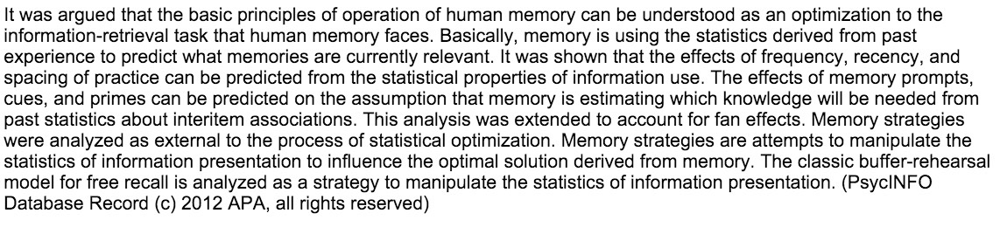 It was argued that the basic principles of operation of human memory can be understood as an optimization to the
information-retrieval task that human memory faces. Basically, memory is using the statistics derived from past
experience to predict what memories are currently relevant. It was shown that the effects of frequency, recency, and
spacing of practice can be predicted from the statistical properties of information use. The effects of memory prompts,
cues, and primes can be predicted on the assumption that memory is estimating which knowledge will be needed from
past statistics about interitem associations. This analysis was extended to account for fan effects. Memory strategies
were analyzed as external to the process of statistical optimization. Memory strategies are attempts to manipulate the
statistics of information presentation to influence the optimal solution derived from memory. The classic buffer-rehearsal
model for free recall is analyzed as a strategy to manipulate the statistics of information presentation. (PsycINFO
Database Record (c) 2012 APA, all rights reserved)